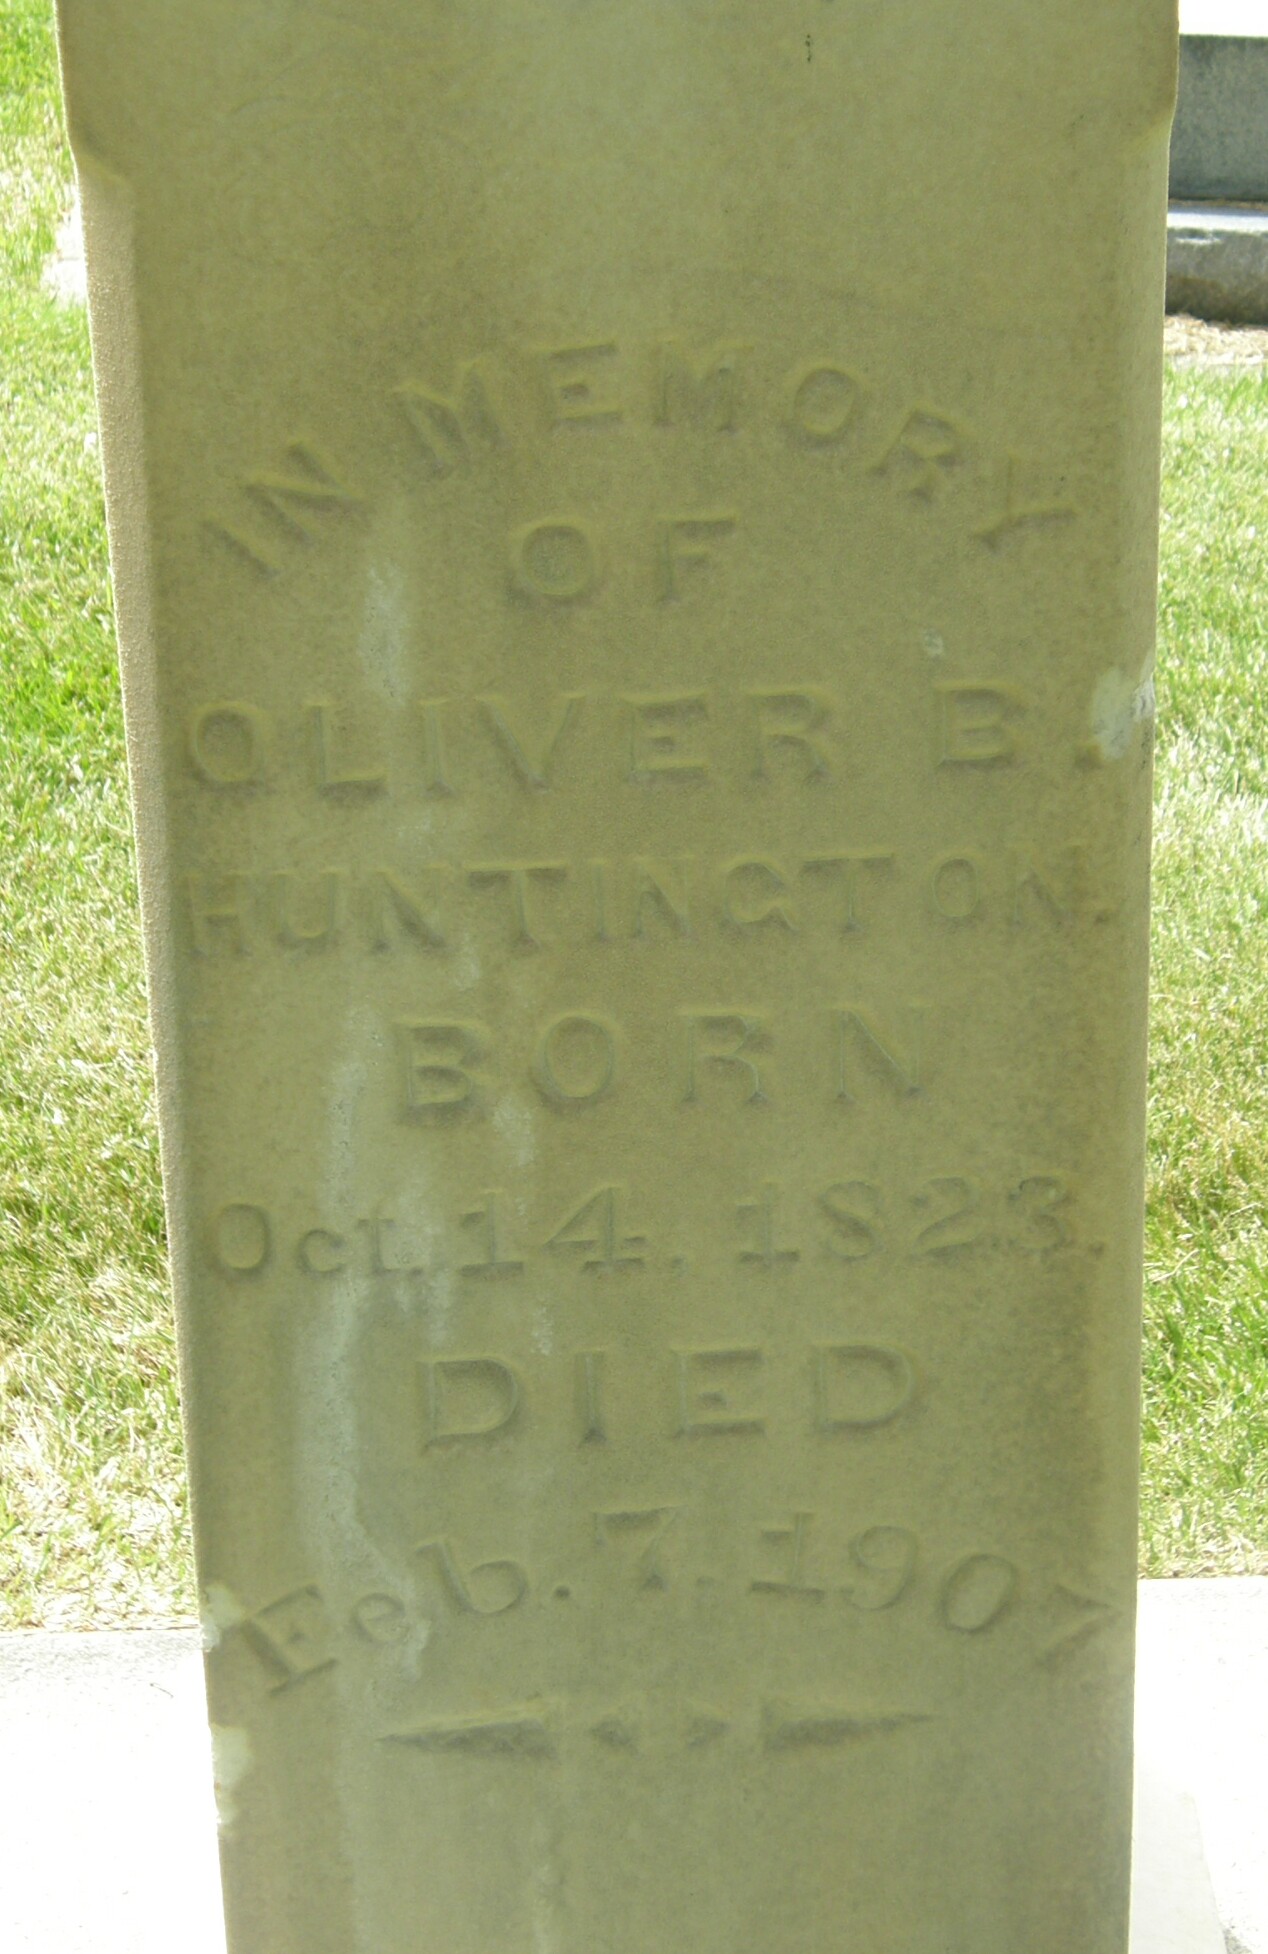 IN MEMORY
OF
OLIVER B.
HUNTINGTON.
BORN
Oct. 14, 1823.
DIED
Feb. 7, 1907.